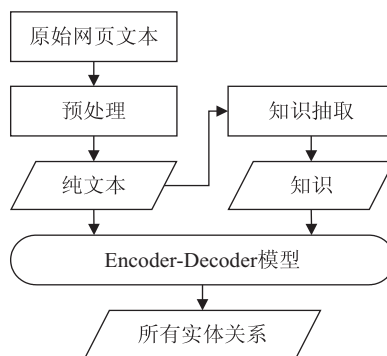 原始网页文本
预处理
知识抽取
纯文本
知识
Encoder-Decoder模型
所有实体关系